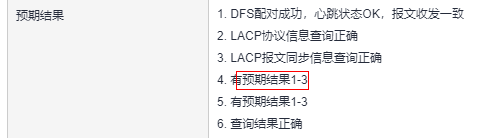 预期结果
1. DFS配对成功，心跳状态OK，报文收发一致
2. LACP协议信息查询正确
3. LACP报文同步信息查询正确
4. 有预期结果1-3
5. 有预期结果1-3
6. 查询结果正确